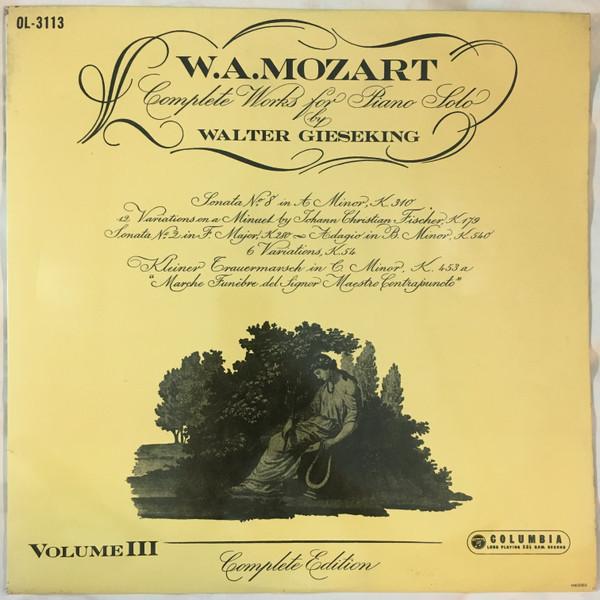 OL-3113
W.A.MOZART
Complete Works for Piano Solo
by
WALTER GIESEKING
Sonata No. 8 in A Minor, K. 310
12 Variations on a Minuet by Johann Christian Fischer, K. 179
Sonata No. 2 in F Major, K. 280 ~ Adagio in B Minor, K. 540
6 Variations, K. 54
Kleiner Trauermarsch in C Minor, K. 453a
"Marche Funèbre del Signor Maestro Contrapuncto"
VOLUME III
Complete Edition
COLUMBIA
LONG PLAYING 33⅓ R.P.M. RECORD